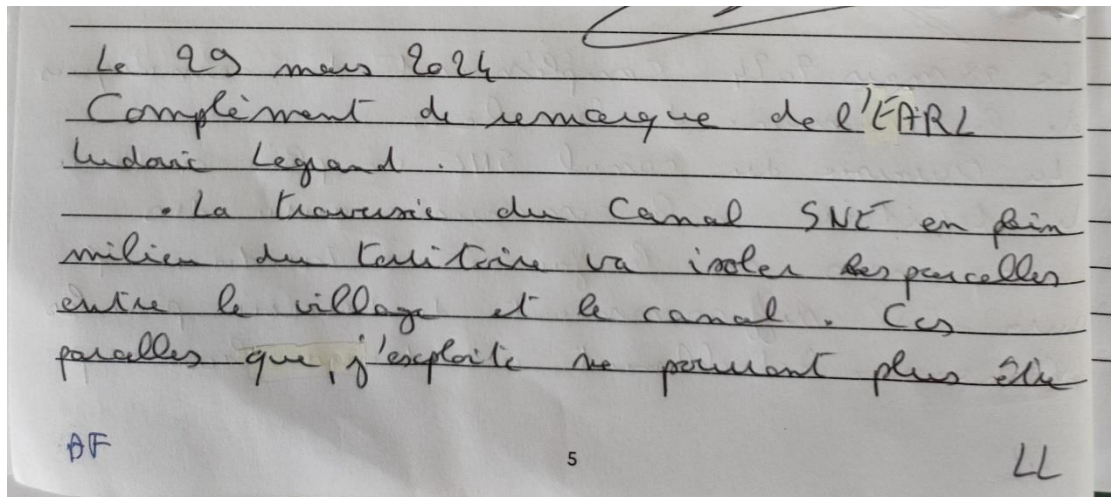 Le 29 mars 2024
Complément de remarque de l'EARL
Ludovic Legrand.
. La traversée du Canal SNE en plein
milieu du territoire va isoler les parcelles
entre le village et le canal. Ces
parcelles que, j'exploite ne pourront plus être
AF
5
LL